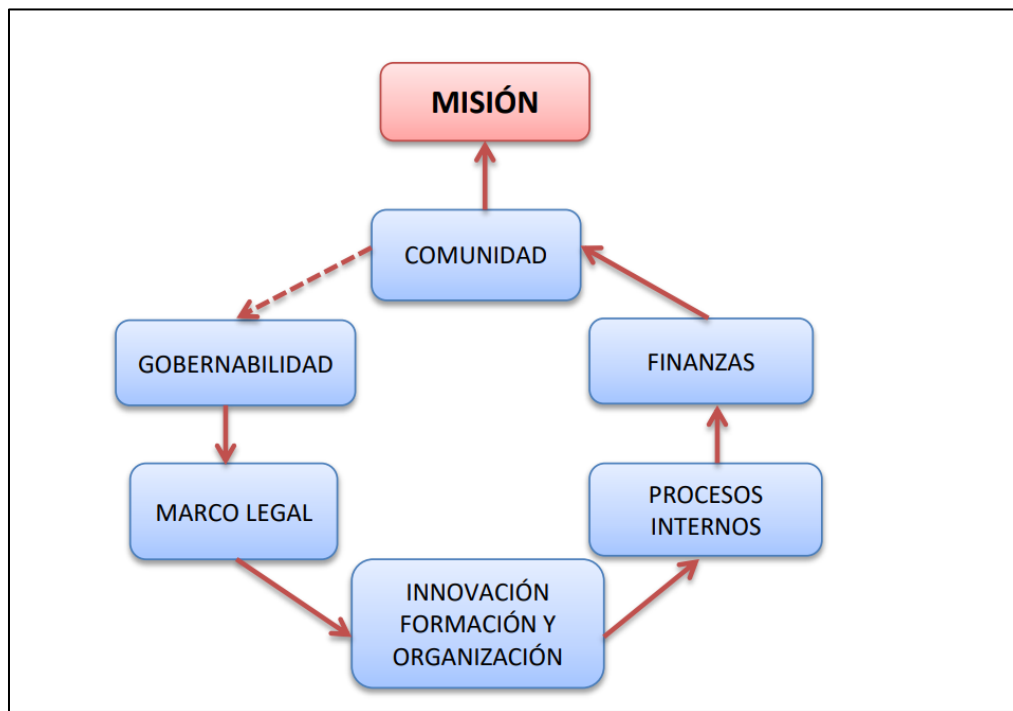 MISIÓN
COMUNIDAD
GOBERNABILIDAD
FINANZAS
MARCO LEGAL
PROCESOS
INTERNOS
INNOVACIÓN
FORMACIÓN Y
ORGANIZACIÓN